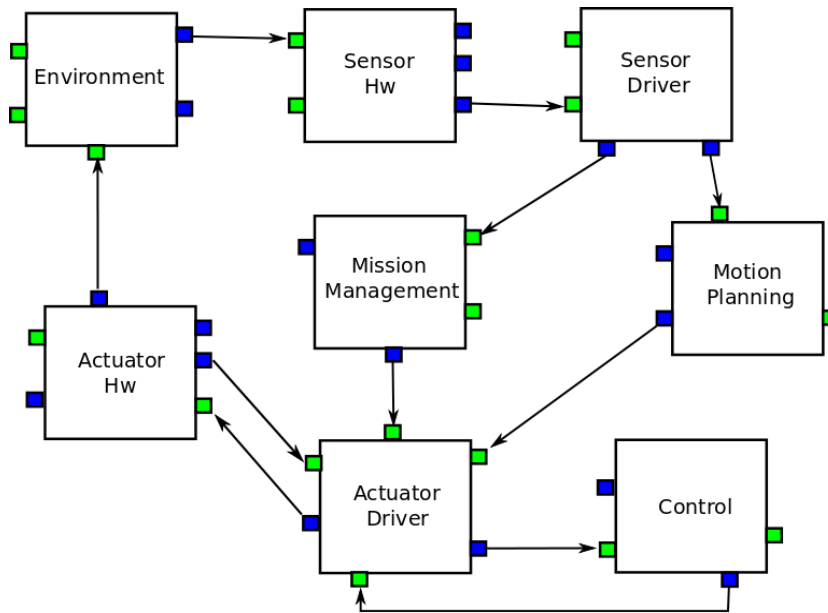 Environment
Sensor
Hw
Sensor
Driver
Mission
Management
Motion
Planning
Actuator
Hw
Actuator
Driver
Control